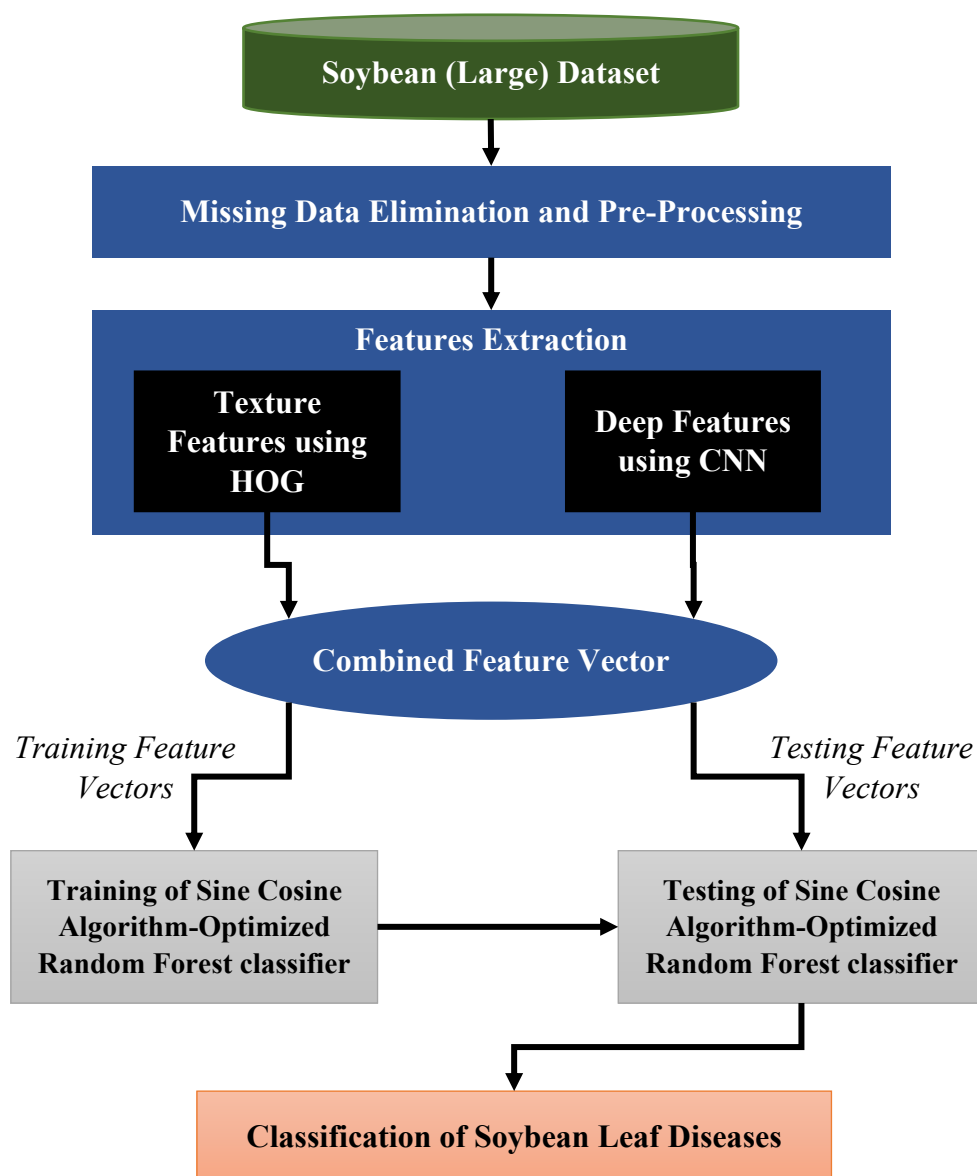 Soybean (Large) Dataset
Missing Data Elimination and Pre-Processing
Features Extraction
Texture
Features using
HOG
Deep Features
using CNN
Combined Feature Vector
Training Feature
Vectors
Testing Feature
Vectors
Training of Sine Cosine
Algorithm-Optimized
Random Forest classifier
Testing of Sine Cosine
Algorithm-Optimized
Random Forest classifier
Classification of Soybean Leaf Diseases